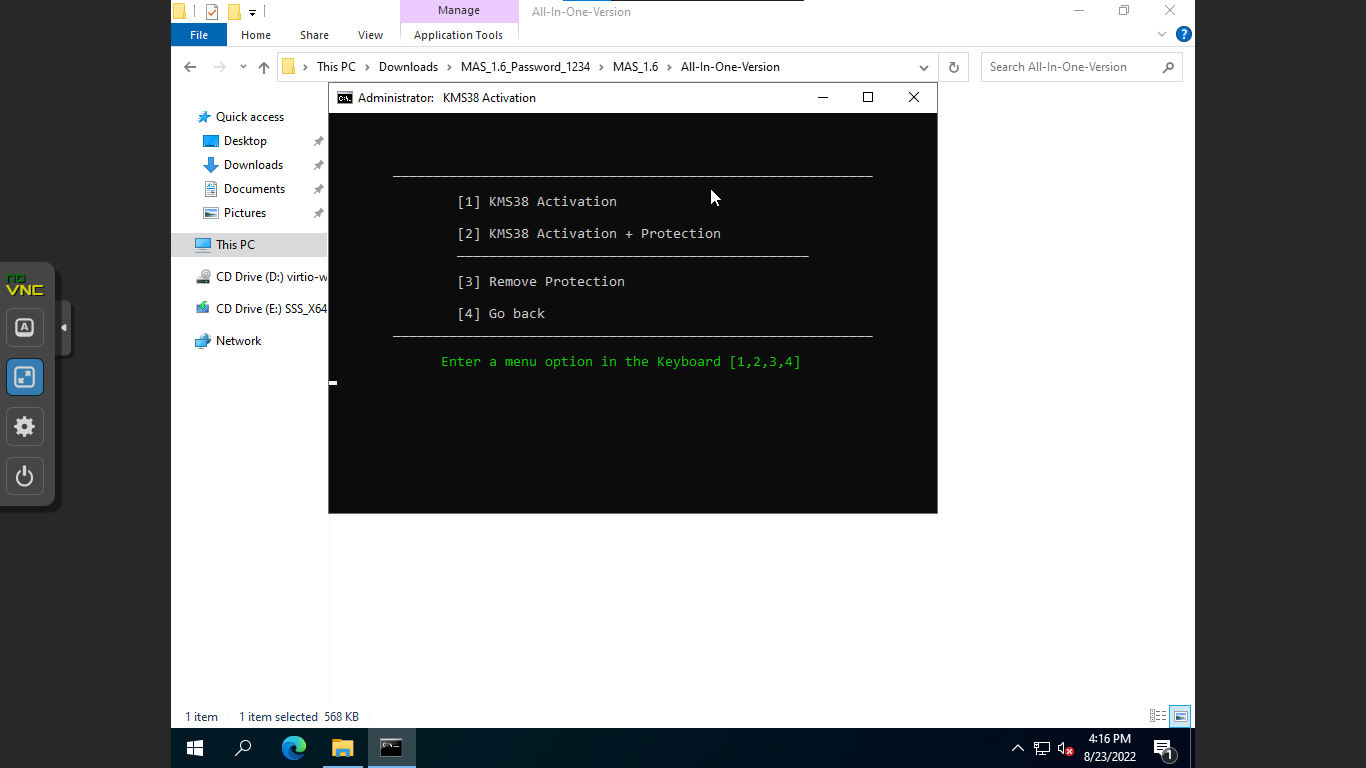 Manage
All-In-One-Version
File
Home
Share
View
Application Tools
This PC
Downloads
MAS_1.6_Password_1234
MAS_1.6
All-In-One-Version
Search All-In-One-Version
Administrator: KMS38 Activation
Quick access
Desktop
Downloads
Documents
Pictures
This PC
CD Drive (D:) virtio-w
CD Drive (E:) SSS_X64
Network
[1] KMS38 Activation
[2] KMS38 Activation + Protection
[3] Remove Protection
[4] Go back
Enter a menu option in the Keyboard [1,2,3,4]
no
VNC
A
1 item
1 item selected 568 KB
4:16 PM
8/23/2022
1